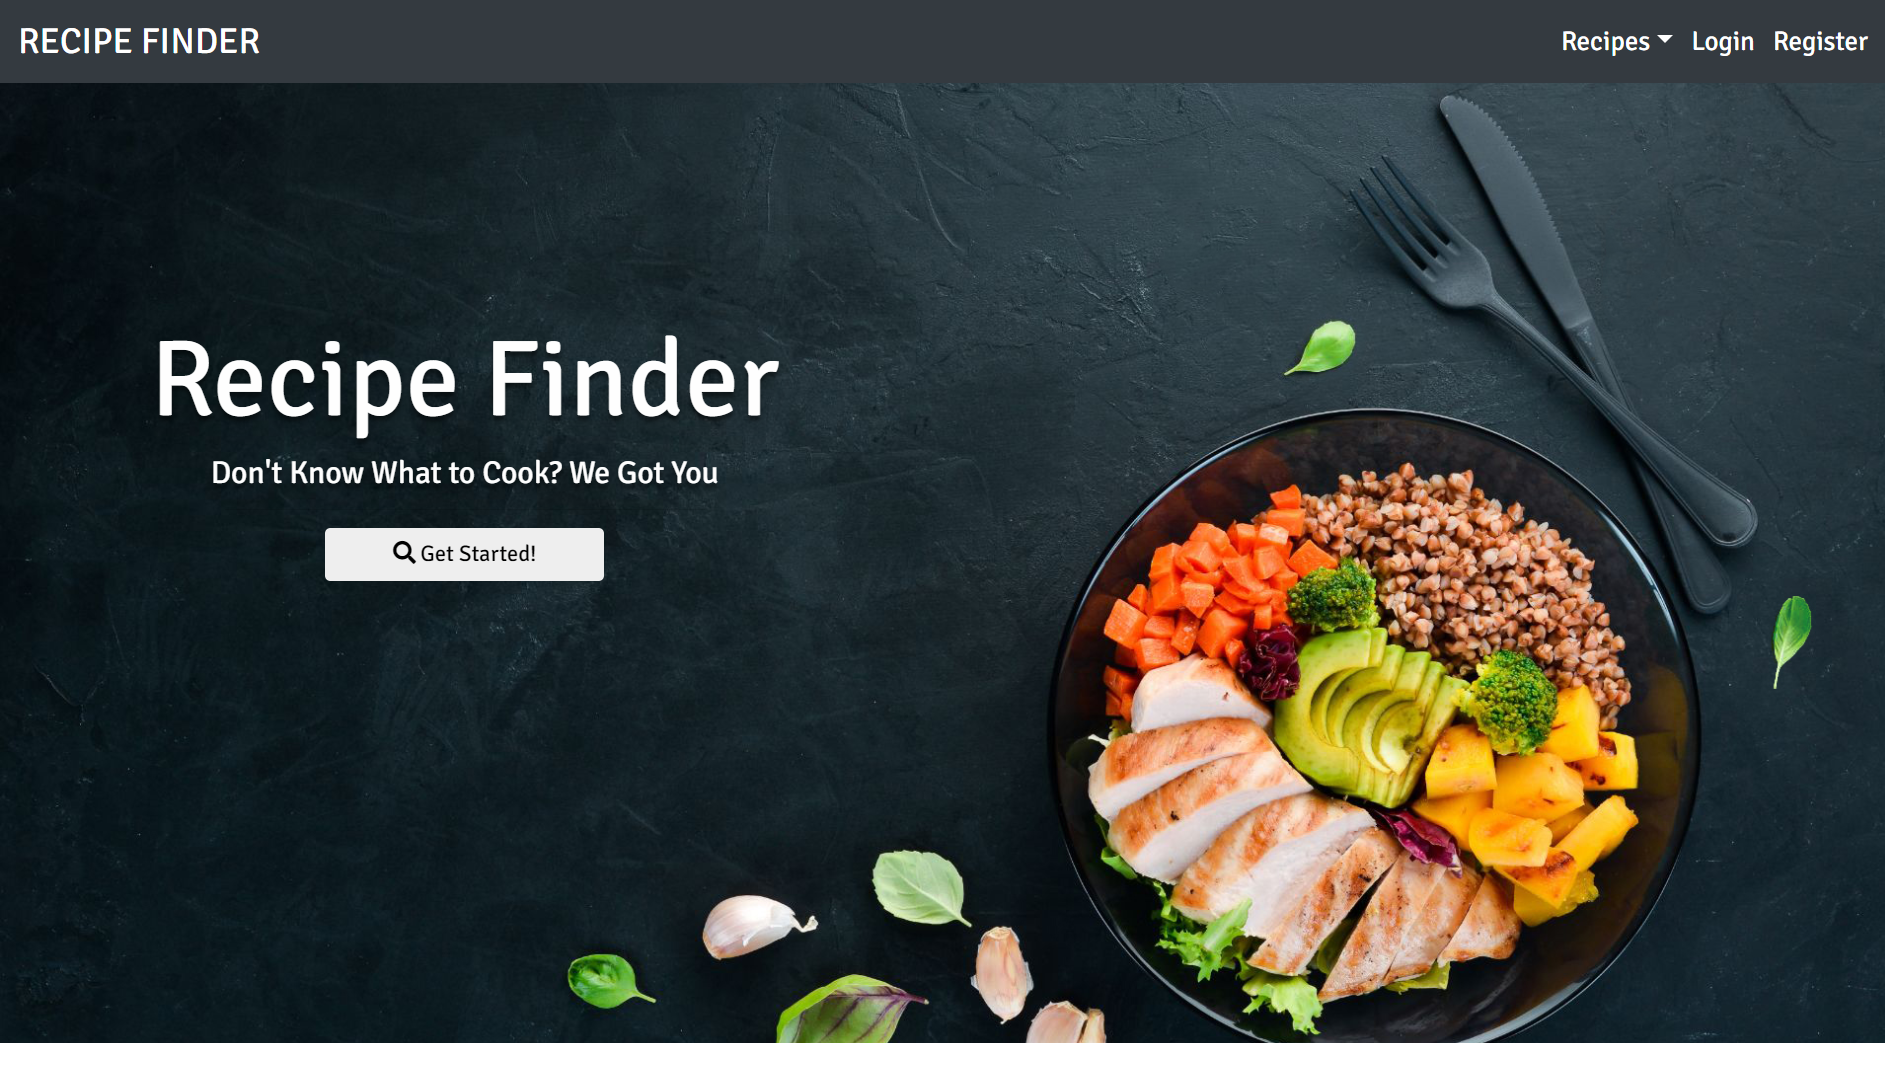 RECIPE FINDER
Recipes Login Register
Recipe Finder
Don't Know What to Cook? We Got You
Get Started!